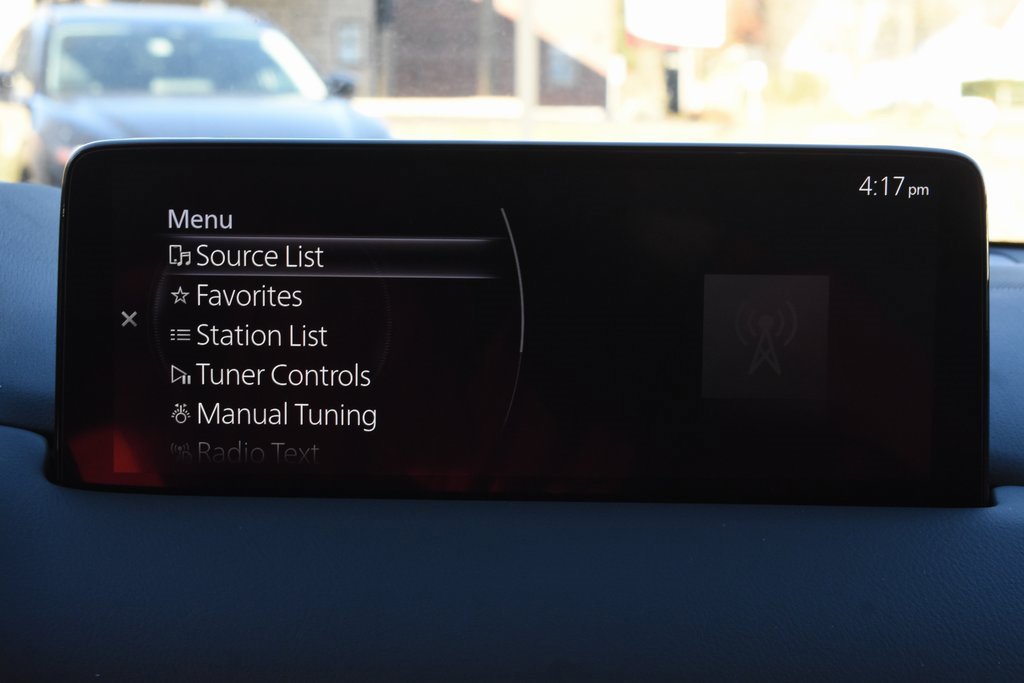 4:17 pm
Menu
Source List
Favorites
Station List
Tuner Controls
Manual Tuning
Radio Text